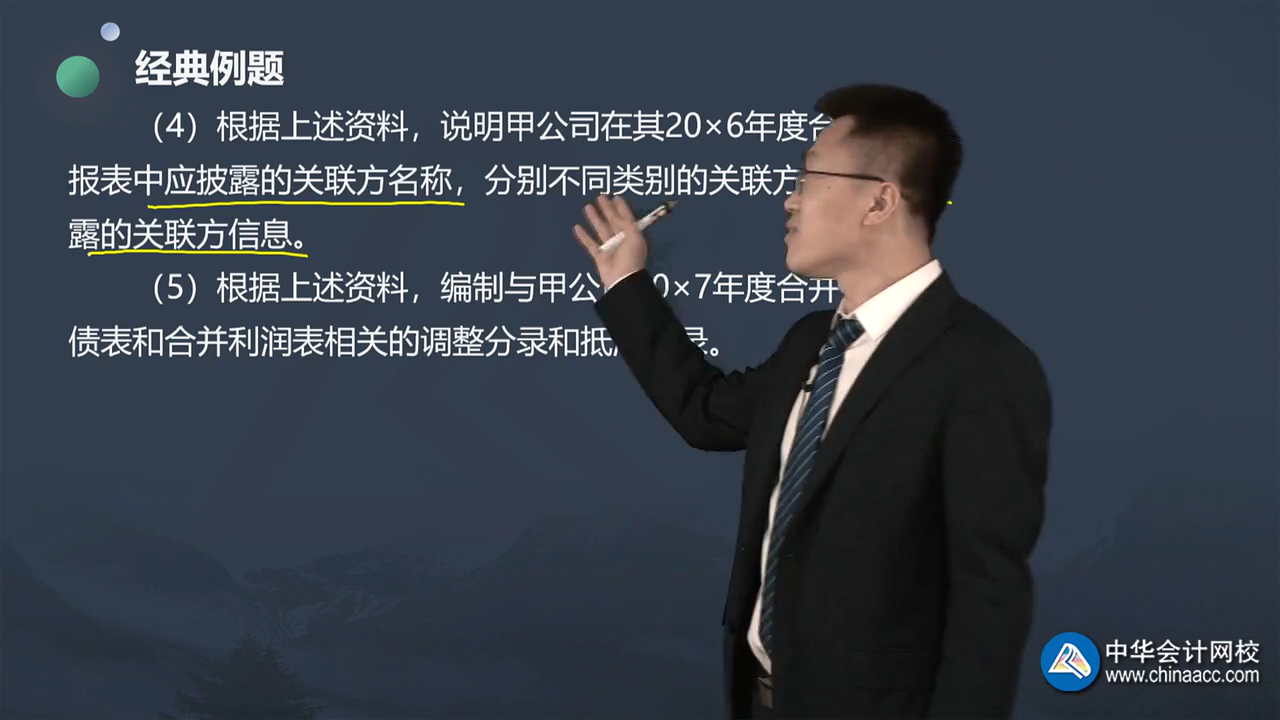 经典例题
（4）根据上述资料，说明甲公司在其20×6年度合
报表中应披露的关联方名称，分别不同类别的关联方
露的关联方信息。
（5）根据上述资料，编制与甲公 0×7年度合并
债表和合并利润表相关的调整分录和抵 录。
中华会计网校
www.chinaacc.com